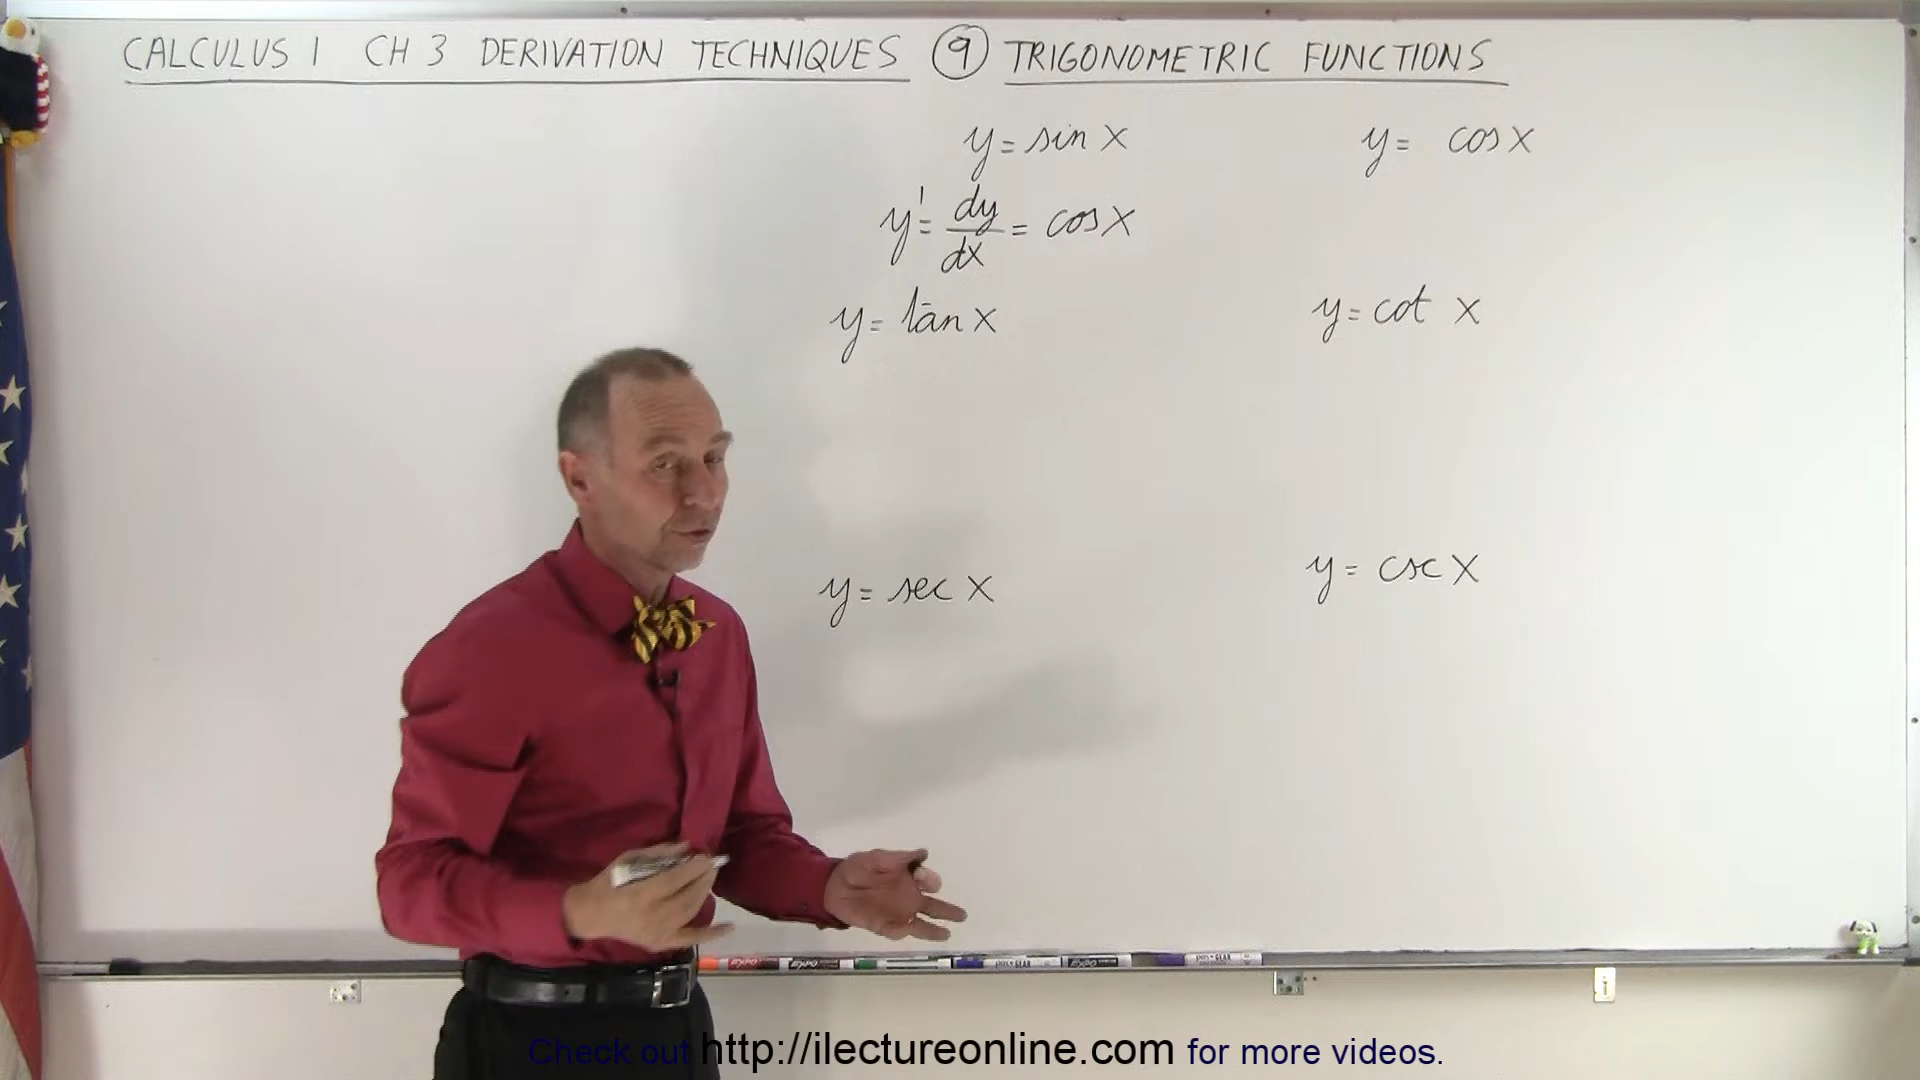 CALCULUS 1 CH 3 DERIVATION TECHNIQUES (9) TRIGONOMETRIC FUNCTIONS
y = sin x
y = cos x
y' = dy/dx = cos x
y = tan x
y = cot x
y = sec x
y = csc x
Check out http://ilectureonline.com for more videos.